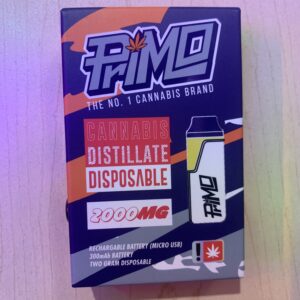 PRiMO
THE NO. 1 CANNABIS BRAND
CANNABIS
DISTILLATE
DISPOSABLE
2000MG
PRiMO
RECHARGABLE BATTERY (MICRO USB)
300mAh BATTERY
TWO GRAM DISPOSABLE
!